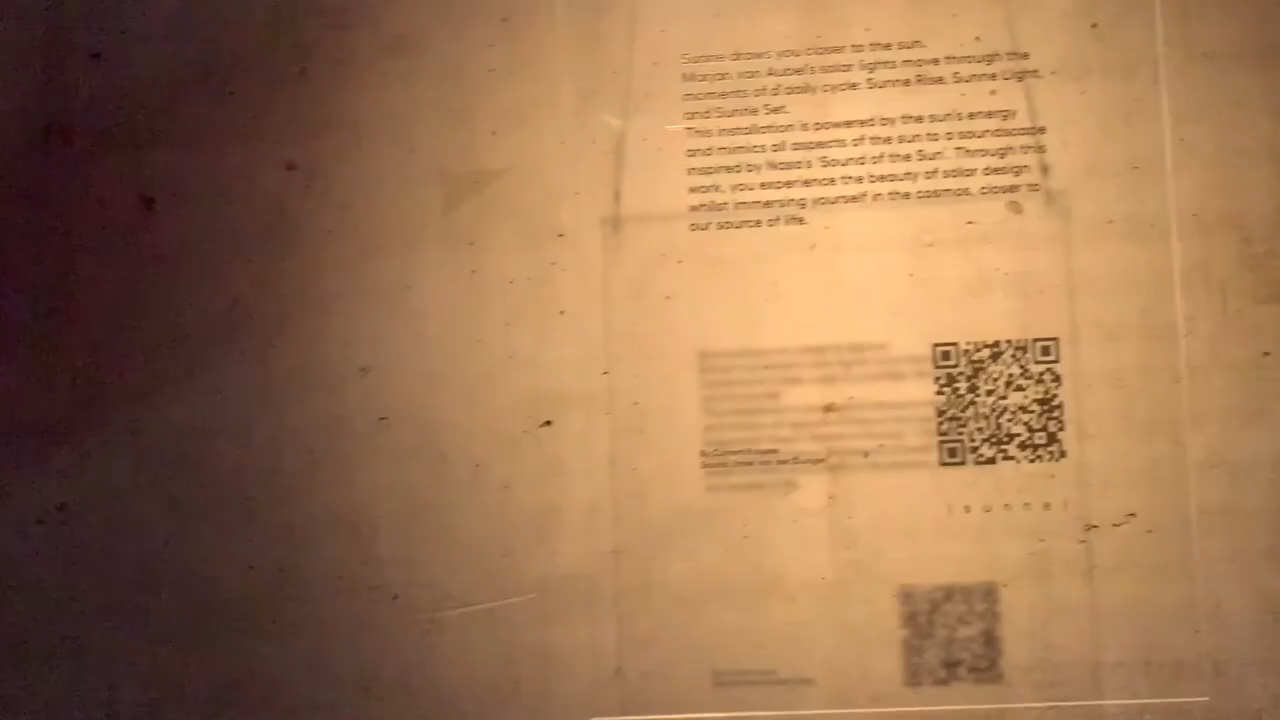 Sunne draws you closer to the sun.
Marjan van Aubel's solar lights move through the
moments of a daily cycle: Sunne Rise, Sunne Light,
and Sunne Set.
This installation is powered by the sun's energy
and mimics all aspects of the sun to a soundscape
inspired by Nasa's 'Sound of the Sun'. Through this
work, you experience the beauty of solar design
whilst immersing yourself in the cosmos, closer to
our source of life.
| s u n n e |